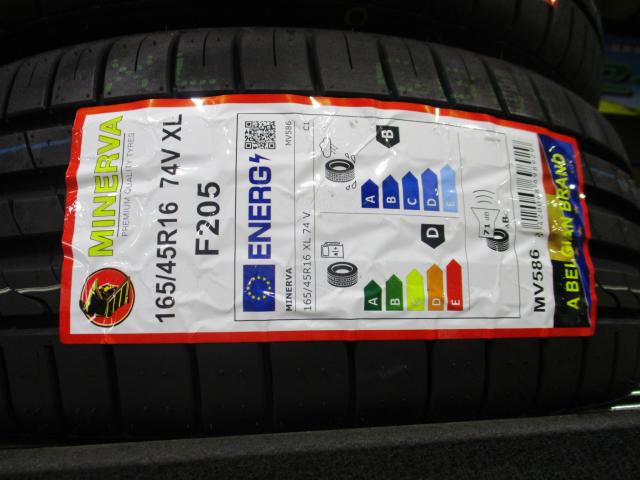 MINERVA
PREMIUM QUALITY TYRES
165/45R16 74V XL
F205
ENERG
MV586
C1
MINERVA
165/45R16 XL 74 V
B
A B C D E
D
A B C D E
71 dB
MV586
A BELGIAN BRAND